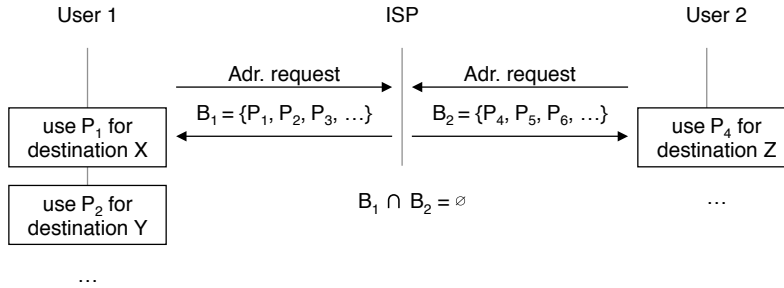 User 1
ISP
User 2
Adr. request
Adr. request
B₁ = {P₁, P₂, P₃, …}
B₂ = {P₄, P₅, P₆, …}
use P₁ for
destination X
use P₄ for
destination Z
use P₂ for
destination Y
B₁ ∩ B₂ = ∅
…
…